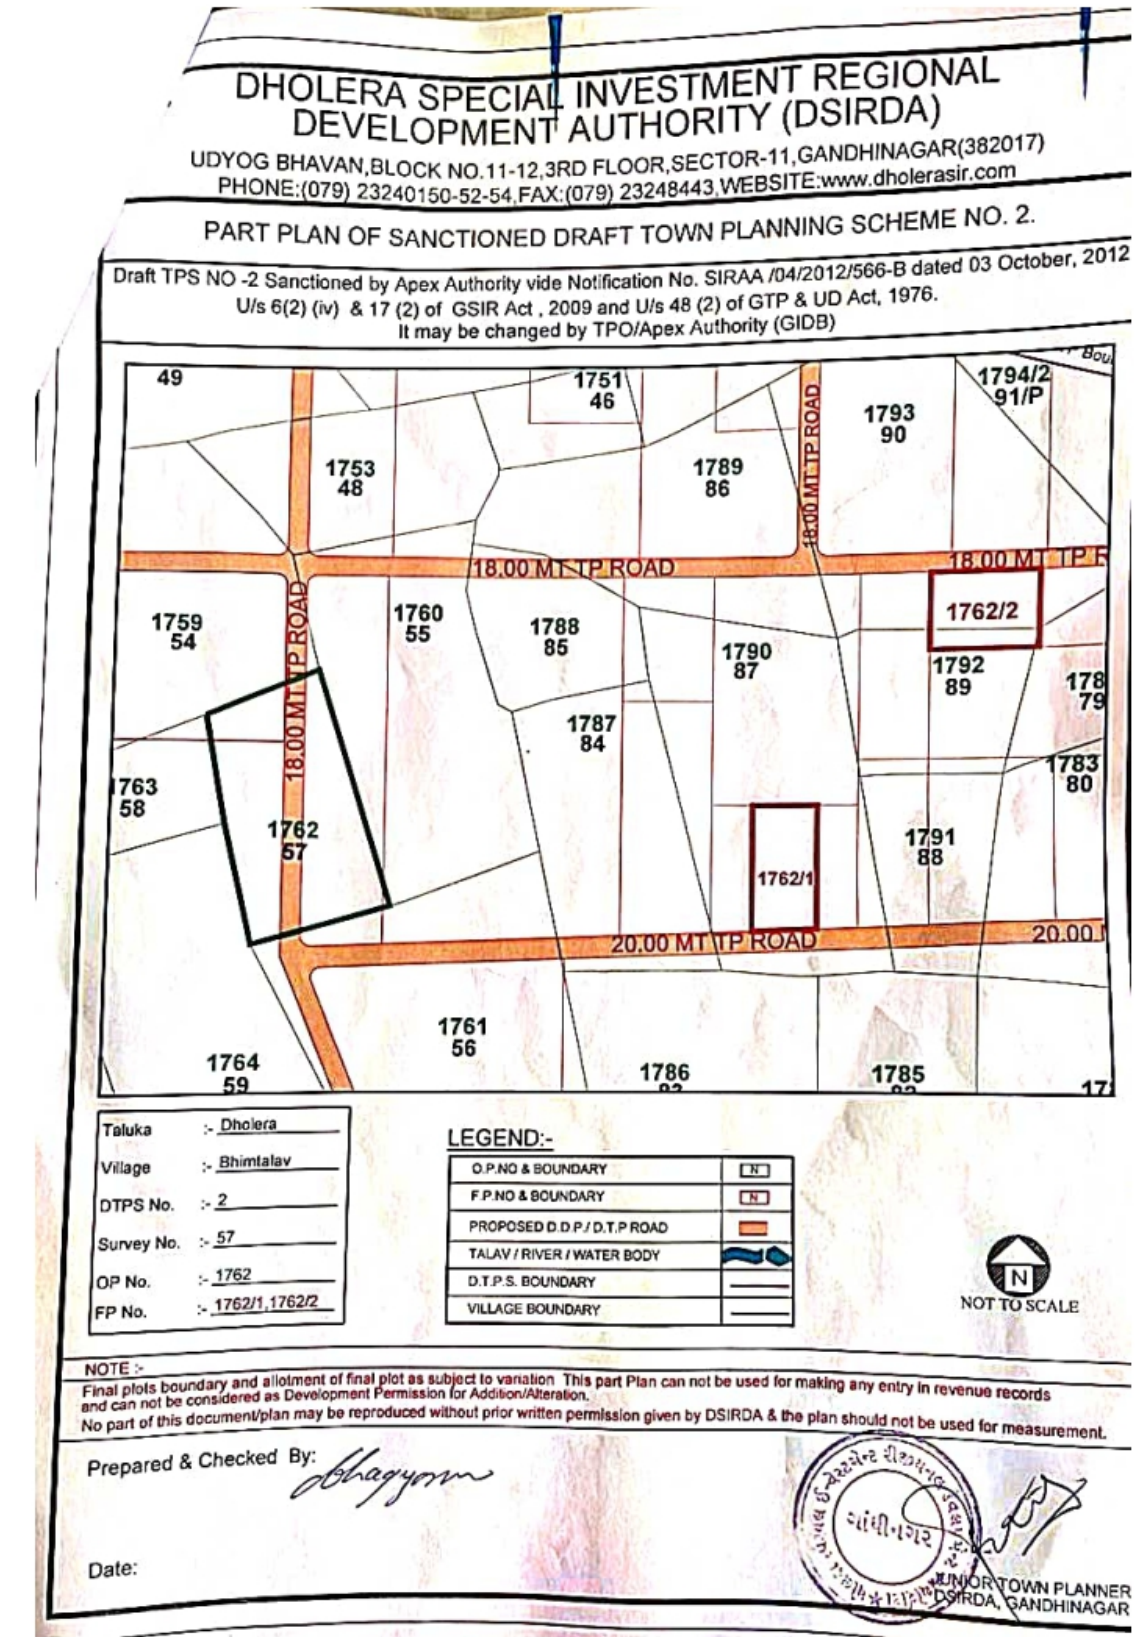 DHOLERA SPECIAL INVESTMENT REGIONAL
DEVELOPMENT AUTHORITY (DSIRDA)
UDYOG BHAVAN,BLOCK NO.11-12,3RD FLOOR,SECTOR-11,GANDHINAGAR(382017)
PHONE:(079) 23240150-52-54,FAX:(079) 23248443,WEBSITE:www.dholerasir.com
PART PLAN OF SANCTIONED DRAFT TOWN PLANNING SCHEME NO. 2.
Draft TPS NO -2 Sanctioned by Apex Authority vide Notification No. SIRAA /04/2012/566-B dated 03 October, 2012
U/s 6(2) (iv) & 17 (2) of GSIR Act , 2009 and U/s 48 (2) of GTP & UD Act, 1976.
It may be changed by TPO/Apex Authority (GIDB)
49
1751
46
1794/2
91/P
1793
90
18.00 MT TP ROAD
1753
48
1789
86
18.00 MT TP ROAD
18.00 MT TP R
1759
54
18.00 MT TP ROAD
1760
55
1788
85
1790
87
1762/2
1792
89
178
79
1787
84
1783
80
1763
58
1762
57
1762/1
1791
88
20.00 MT TP ROAD
20.00
1761
56
1764
59
1786
1785
Taluka :- Dholera
Village :- Bhimtalav
DTPS No. :- 2
Survey No. :- 57
OP No. :- 1762
FP No. :- 1762/1,1762/2
LEGEND:-
O.P.NO & BOUNDARY N
F.P.NO & BOUNDARY N
PROPOSED D.D.P./ D.T.P ROAD
TALAV / RIVER / WATER BODY
D.T.P.S. BOUNDARY
VILLAGE BOUNDARY
N
NOT TO SCALE
NOTE :-
Final plots boundary and allotment of final plot as subject to variation This part Plan can not be used for making any entry in revenue records
and can not be considered as Development Permission for Addition/Alteration.
No part of this document/plan may be reproduced without prior written permission given by DSIRDA & the plan should not be used for measurement.
Prepared & Checked By:
Date:
ગાંધીનગર
JUNIOR TOWN PLANNER
DSIRDA, GANDHINAGAR